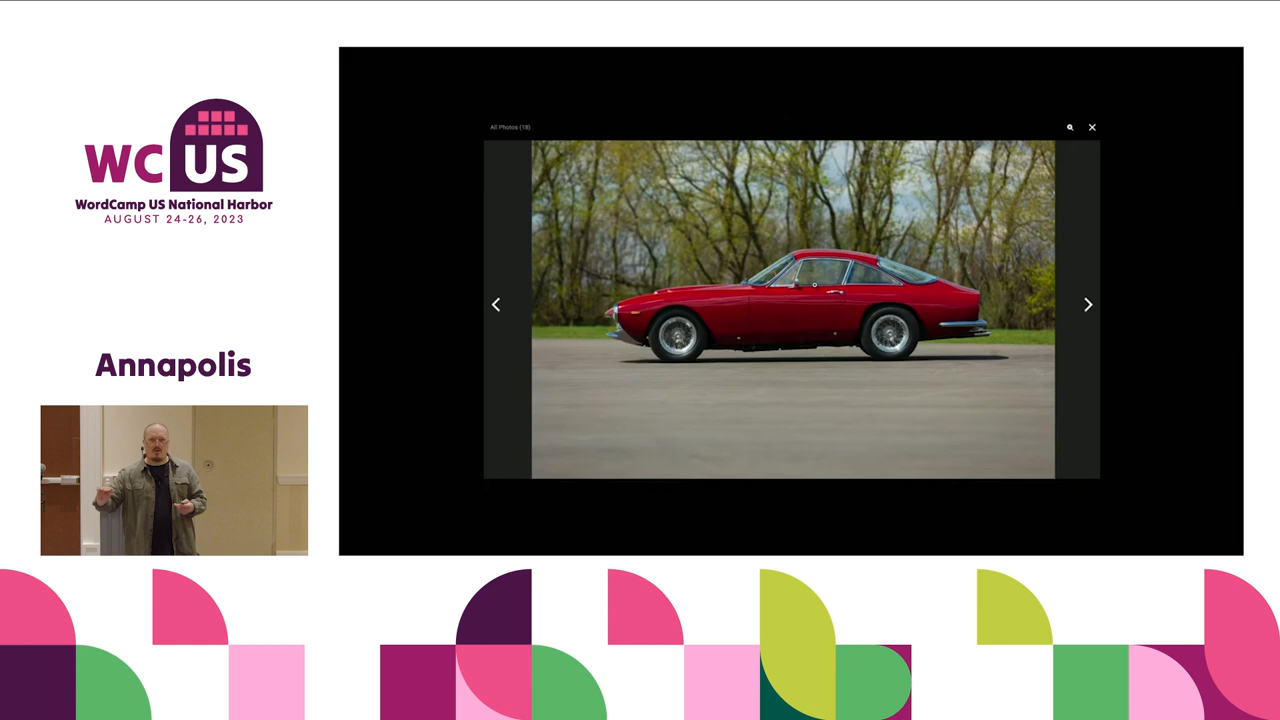 WC US
WordCamp US National Harbor
AUGUST 24-26, 2023
Annapolis
All Photos (18)